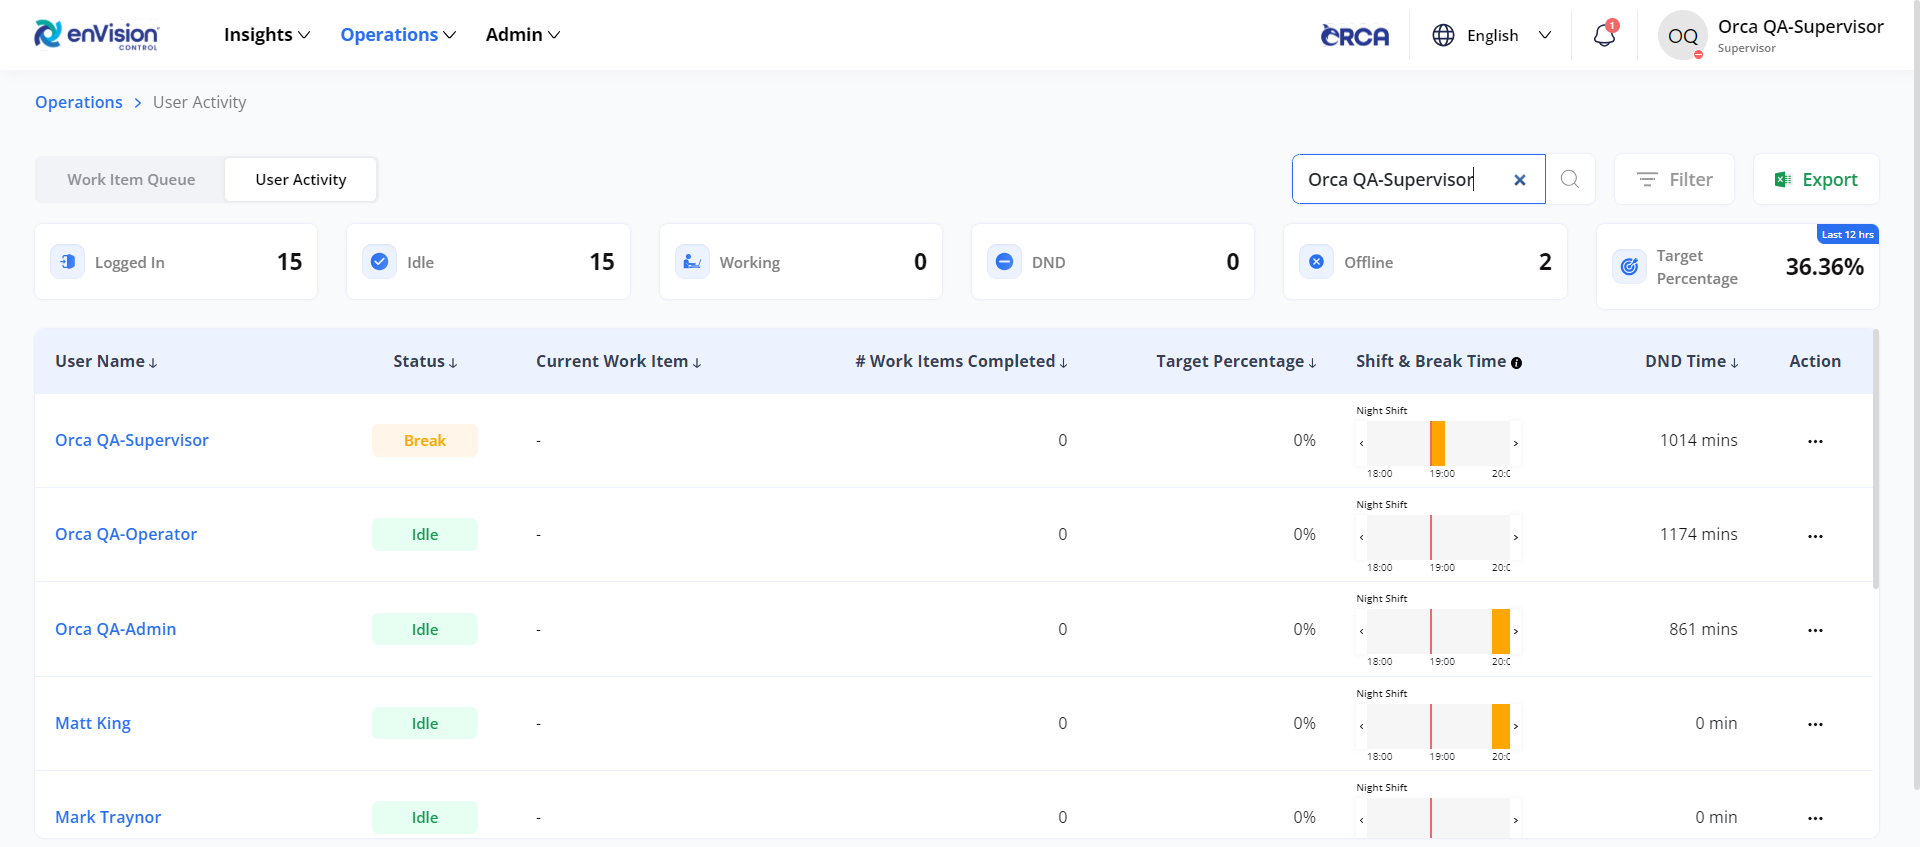 enVision
CONTROL
Insights
Operations
Admin
ORCA
English
1
OQ
Orca QA-Supervisor
Supervisor
Operations > User Activity
Work Item Queue
User Activity
Orca QA-Supervisor
Filter
Export
Logged In 15
Idle 15
Working 0
DND 0
Offline 2
Last 12 hrs
Target
Percentage
36.36%
User Name Status Current Work Item # Work Items Completed Target Percentage Shift & Break Time DND Time Action
Night Shift
Orca QA-Supervisor Break - 0 0% 1014 mins ...
18:00 19:00 20:0
Night Shift
Orca QA-Operator Idle - 0 0% 1174 mins ...
18:00 19:00 20:0
Night Shift
Orca QA-Admin Idle - 0 0% 861 mins ...
18:00 19:00 20:0
Night Shift
Matt King Idle - 0 0% 0 min ...
18:00 19:00 20:0
Night Shift
Mark Traynor Idle - 0 0% 0 min ...